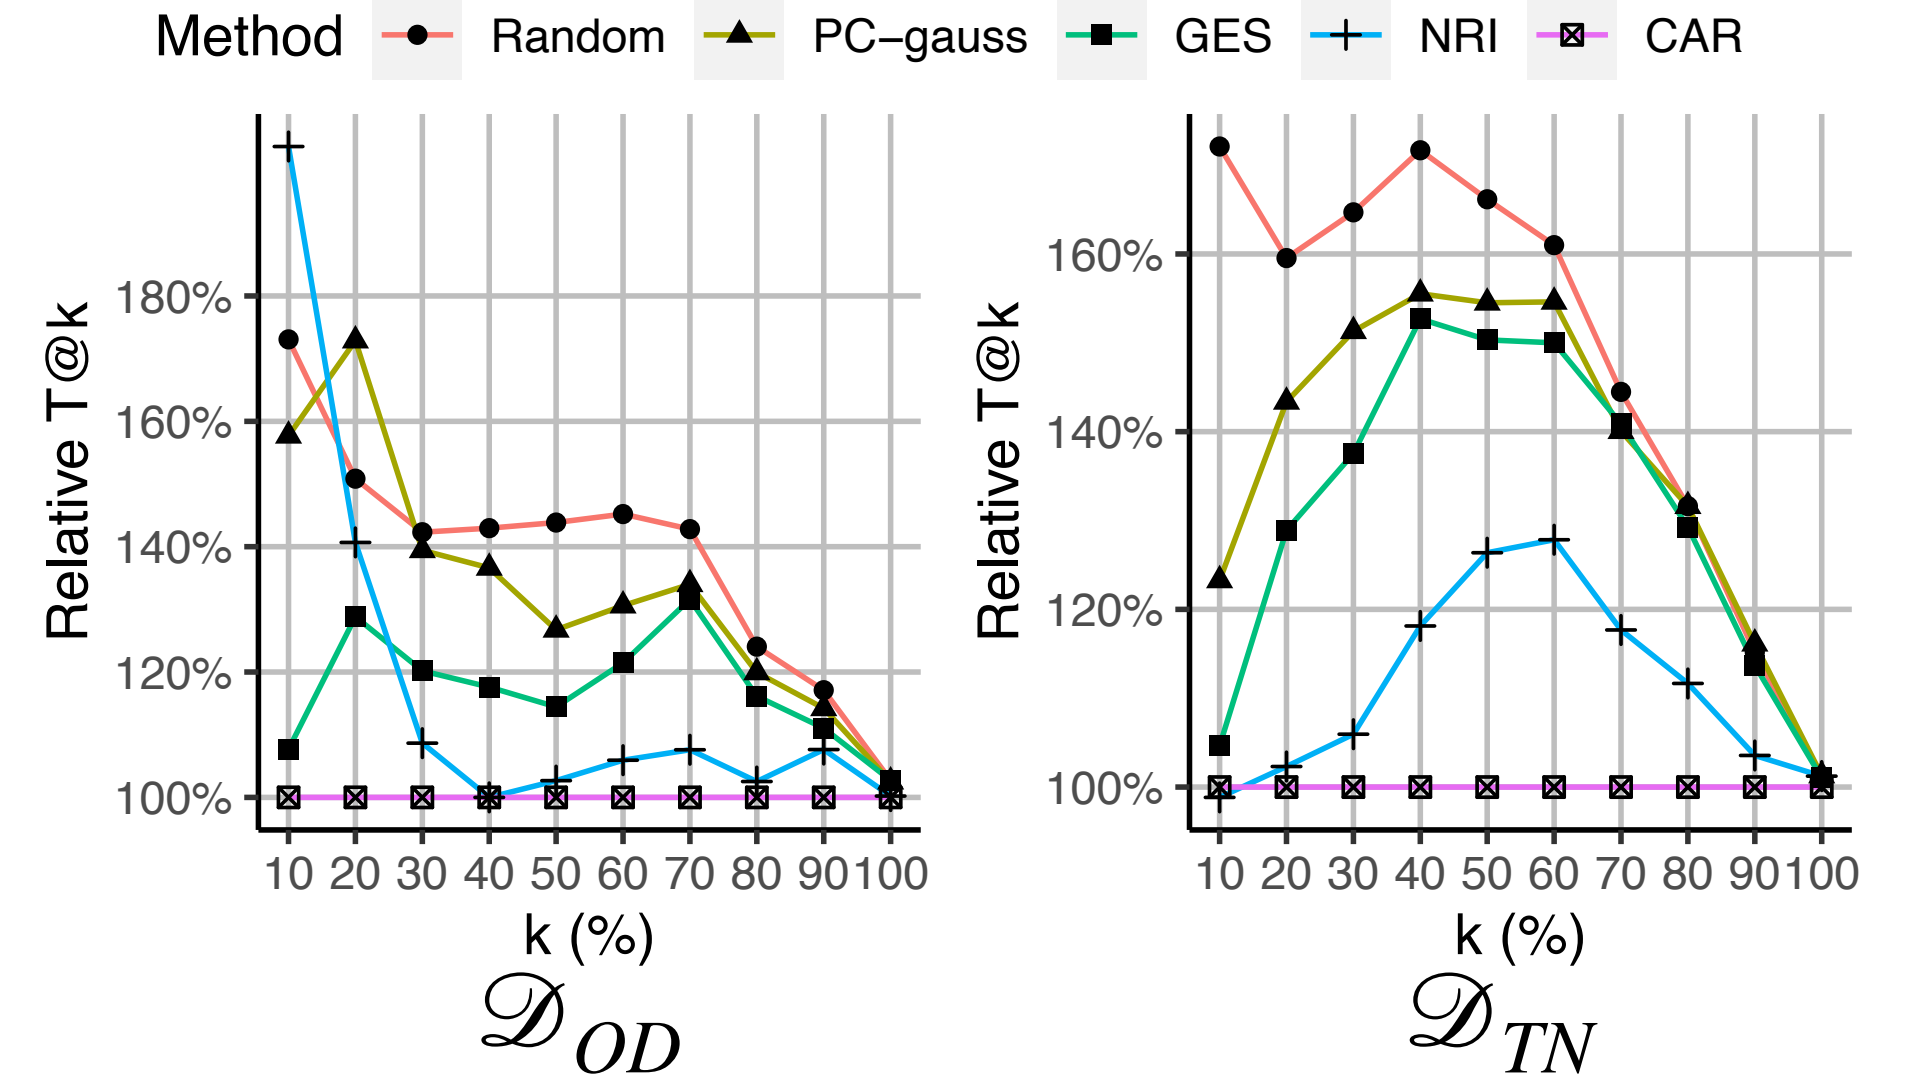 Method Random PC−gauss GES NRI CAR
Relative T@k
180%
160%
140%
120%
100%
10 20 30 40 50 60 70 80 90 100
k (%)
𝒟OD
Relative T@k
160%
140%
120%
100%
10 20 30 40 50 60 70 80 90 100
k (%)
𝒟TN